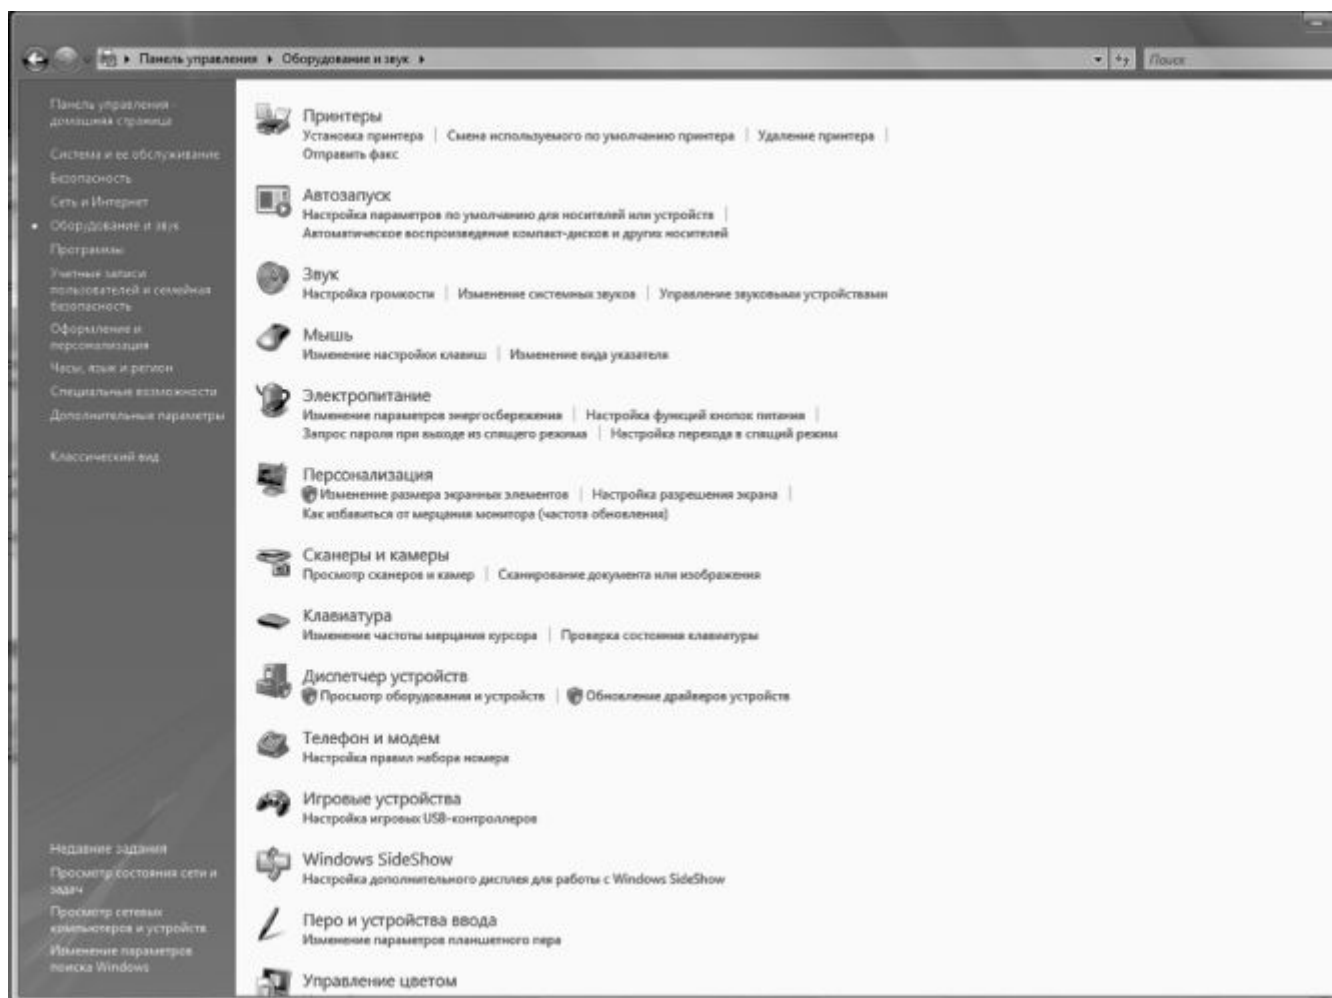 Панель управления ▸ Оборудование и звук ▸
Поиск
Панель управления -
домашняя страница
Система и ее обслуживание
Безопасность
Сеть и Интернет
• Оборудование и звук
Программы
Учетные записи
пользователей и семейная
безопасность
Оформление и
персонализация
Часы, язык и регион
Специальные возможности
Дополнительные параметры
Классический вид
Недавние задания
Просмотр состояния сети и
задач
Просмотр сетевых
компьютеров и устройств
Изменение параметров
поиска Windows
Принтеры
Установка принтера | Смена используемого по умолчанию принтера | Удаление принтера |
Отправить факс
Автозапуск
Настройка параметров по умолчанию для носителей или устройств |
Автоматическое воспроизведение компакт-дисков и других носителей
Звук
Настройка громкости | Изменение системных звуков | Управление звуковыми устройствами
Мышь
Изменение настройки клавиш | Изменение вида указателя
Электропитание
Изменение параметров энергосбережения | Настройка функций кнопок питания |
Запрос пароля при выходе из спящего режима | Настройка перехода в спящий режим
Персонализация
Изменение размера экранных элементов | Настройка разрешения экрана |
Как избавиться от мерцания монитора (частота обновления)
Сканеры и камеры
Просмотр сканеров и камер | Сканирование документа или изображения
Клавиатура
Изменение частоты мерцания курсора | Проверка состояния клавиатуры
Диспетчер устройств
Просмотр оборудования и устройств | Обновление драйверов устройств
Телефон и модем
Настройка правил набора номера
Игровые устройства
Настройка игровых USB-контроллеров
Windows SideShow
Настройка дополнительного дисплея для работы с Windows SideShow
Перо и устройства ввода
Изменение параметров планшетного пера
Управление цветом